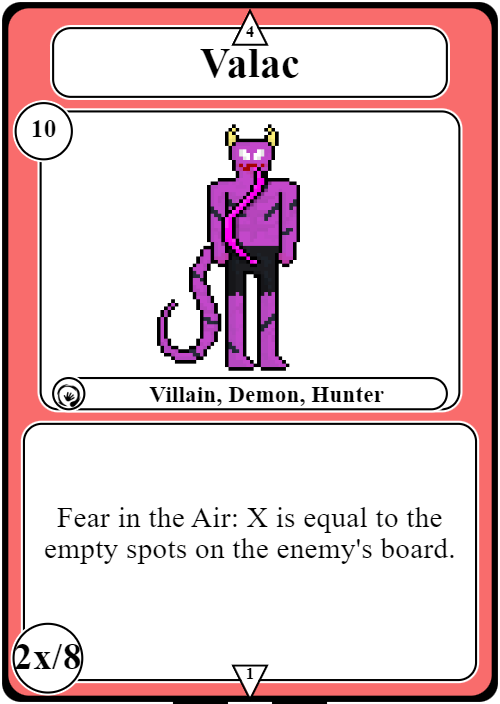 4
Valac
10
Villain, Demon, Hunter
Fear in the Air: X is equal to the
empty spots on the enemy's board.
2x/8
1